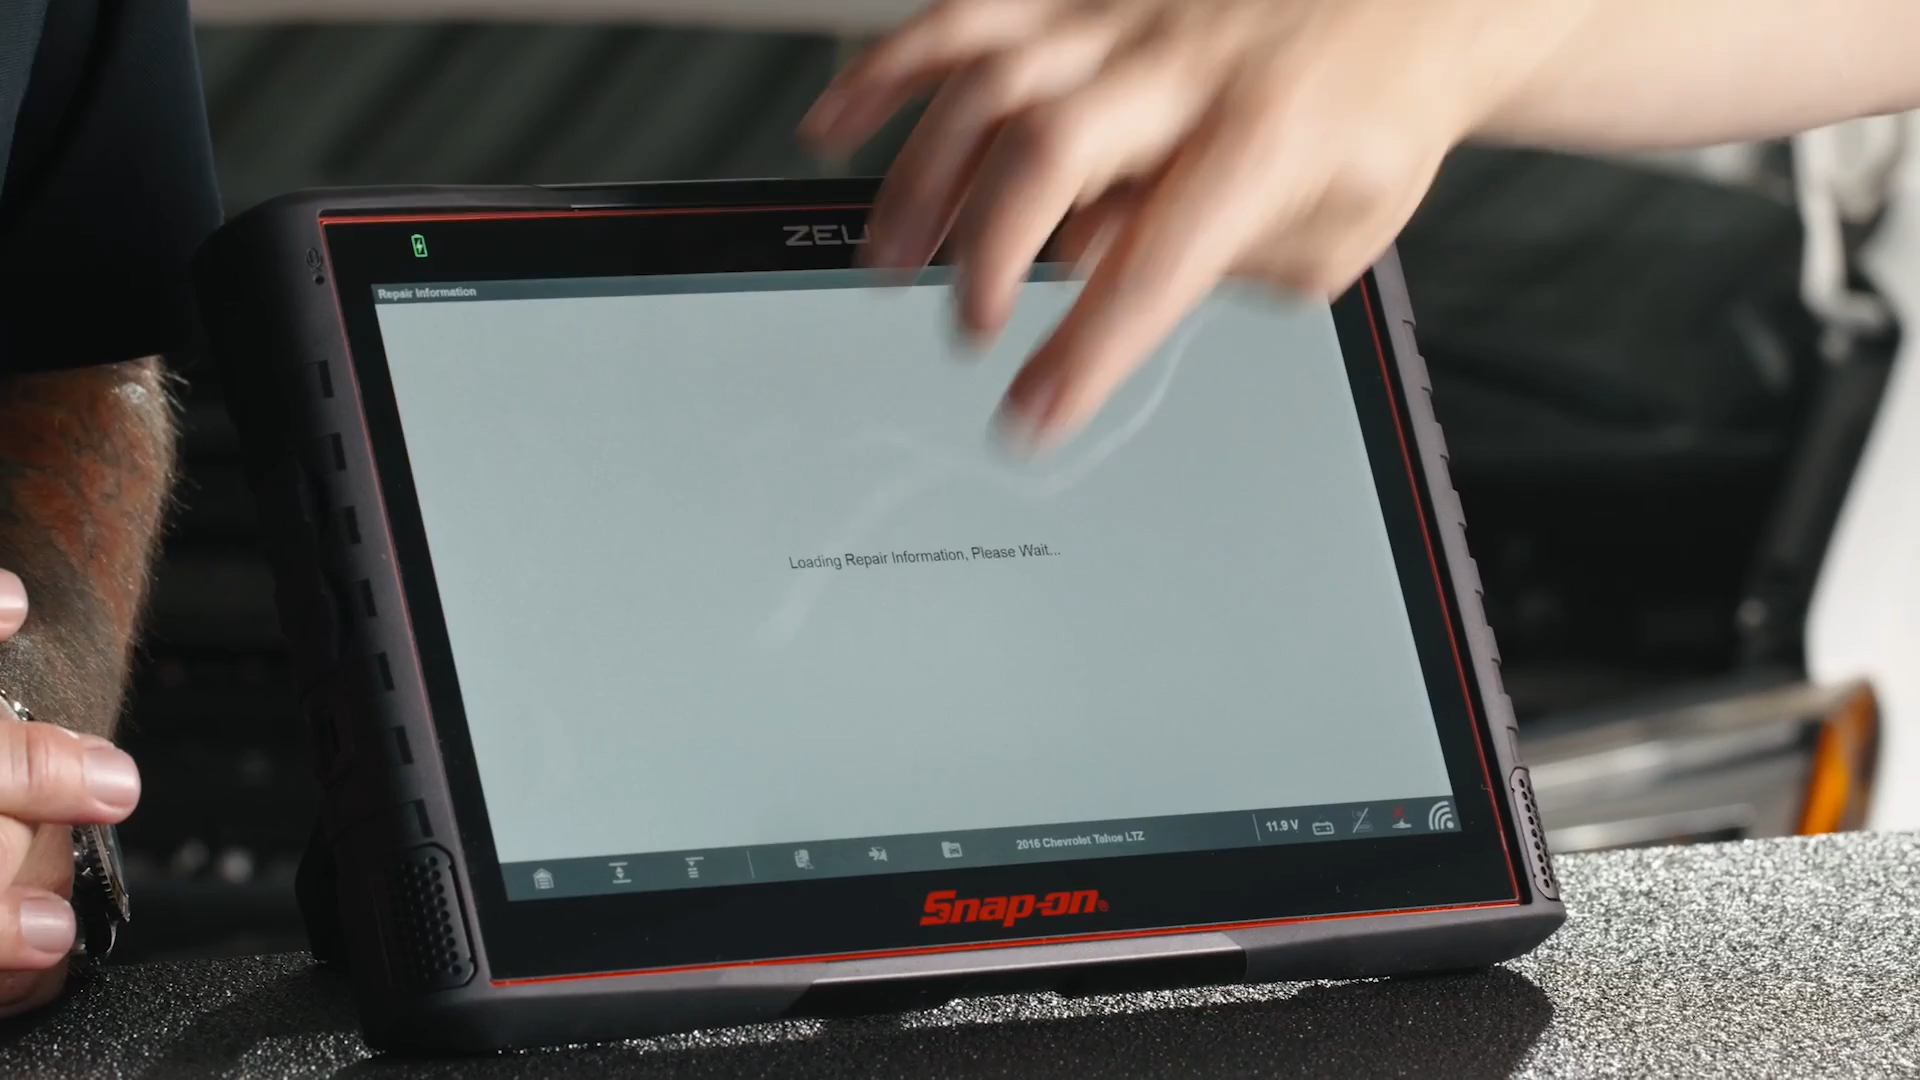 ZEU
Repair Information
Loading Repair Information, Please Wait...
2016 Chevrolet Tahoe LTZ
11.9 V
Snap-on®